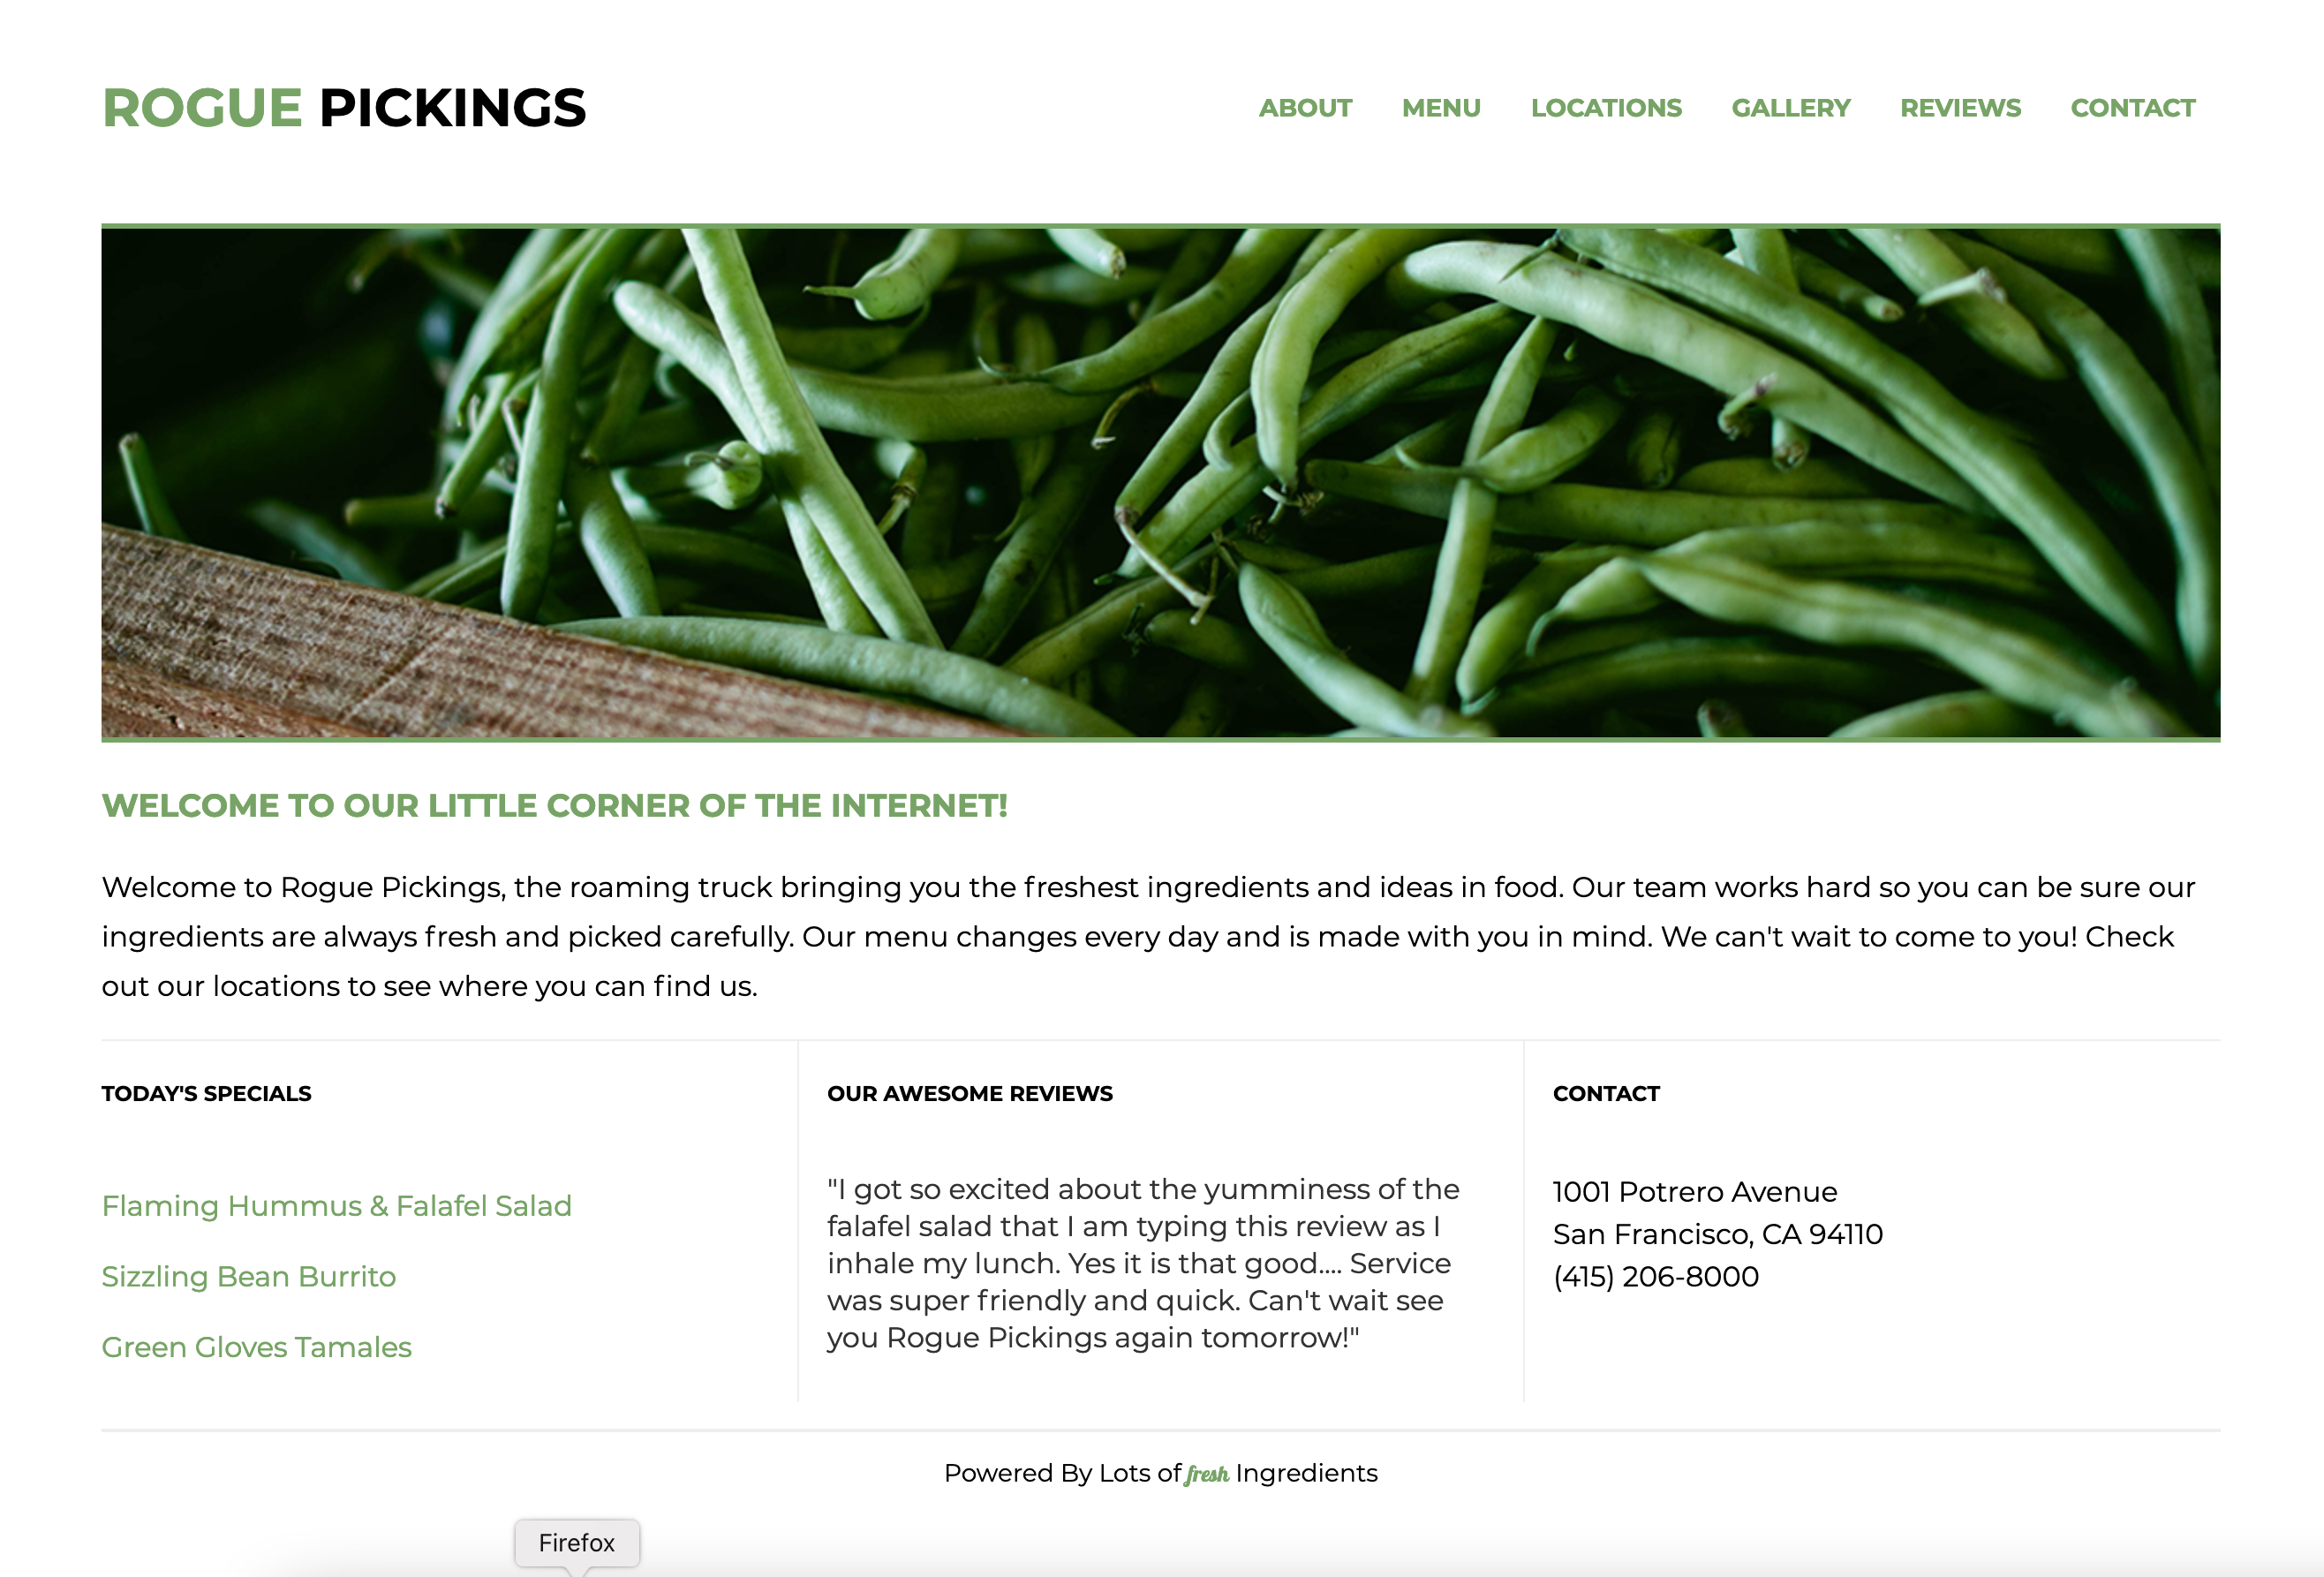 ROGUE PICKINGS
ABOUT MENU LOCATIONS GALLERY REVIEWS CONTACT
WELCOME TO OUR LITTLE CORNER OF THE INTERNET!
Welcome to Rogue Pickings, the roaming truck bringing you the freshest ingredients and ideas in food. Our team works hard so you can be sure our
ingredients are always fresh and picked carefully. Our menu changes every day and is made with you in mind. We can't wait to come to you! Check
out our locations to see where you can find us.
TODAY'S SPECIALS
Flaming Hummus & Falafel Salad
Sizzling Bean Burrito
Green Gloves Tamales
OUR AWESOME REVIEWS
"I got so excited about the yumminess of the
falafel salad that I am typing this review as I
inhale my lunch. Yes it is that good.... Service
was super friendly and quick. Can't wait see
you Rogue Pickings again tomorrow!"
CONTACT
1001 Potrero Avenue
San Francisco, CA 94110
(415) 206-8000
Powered By Lots of fresh Ingredients
Firefox